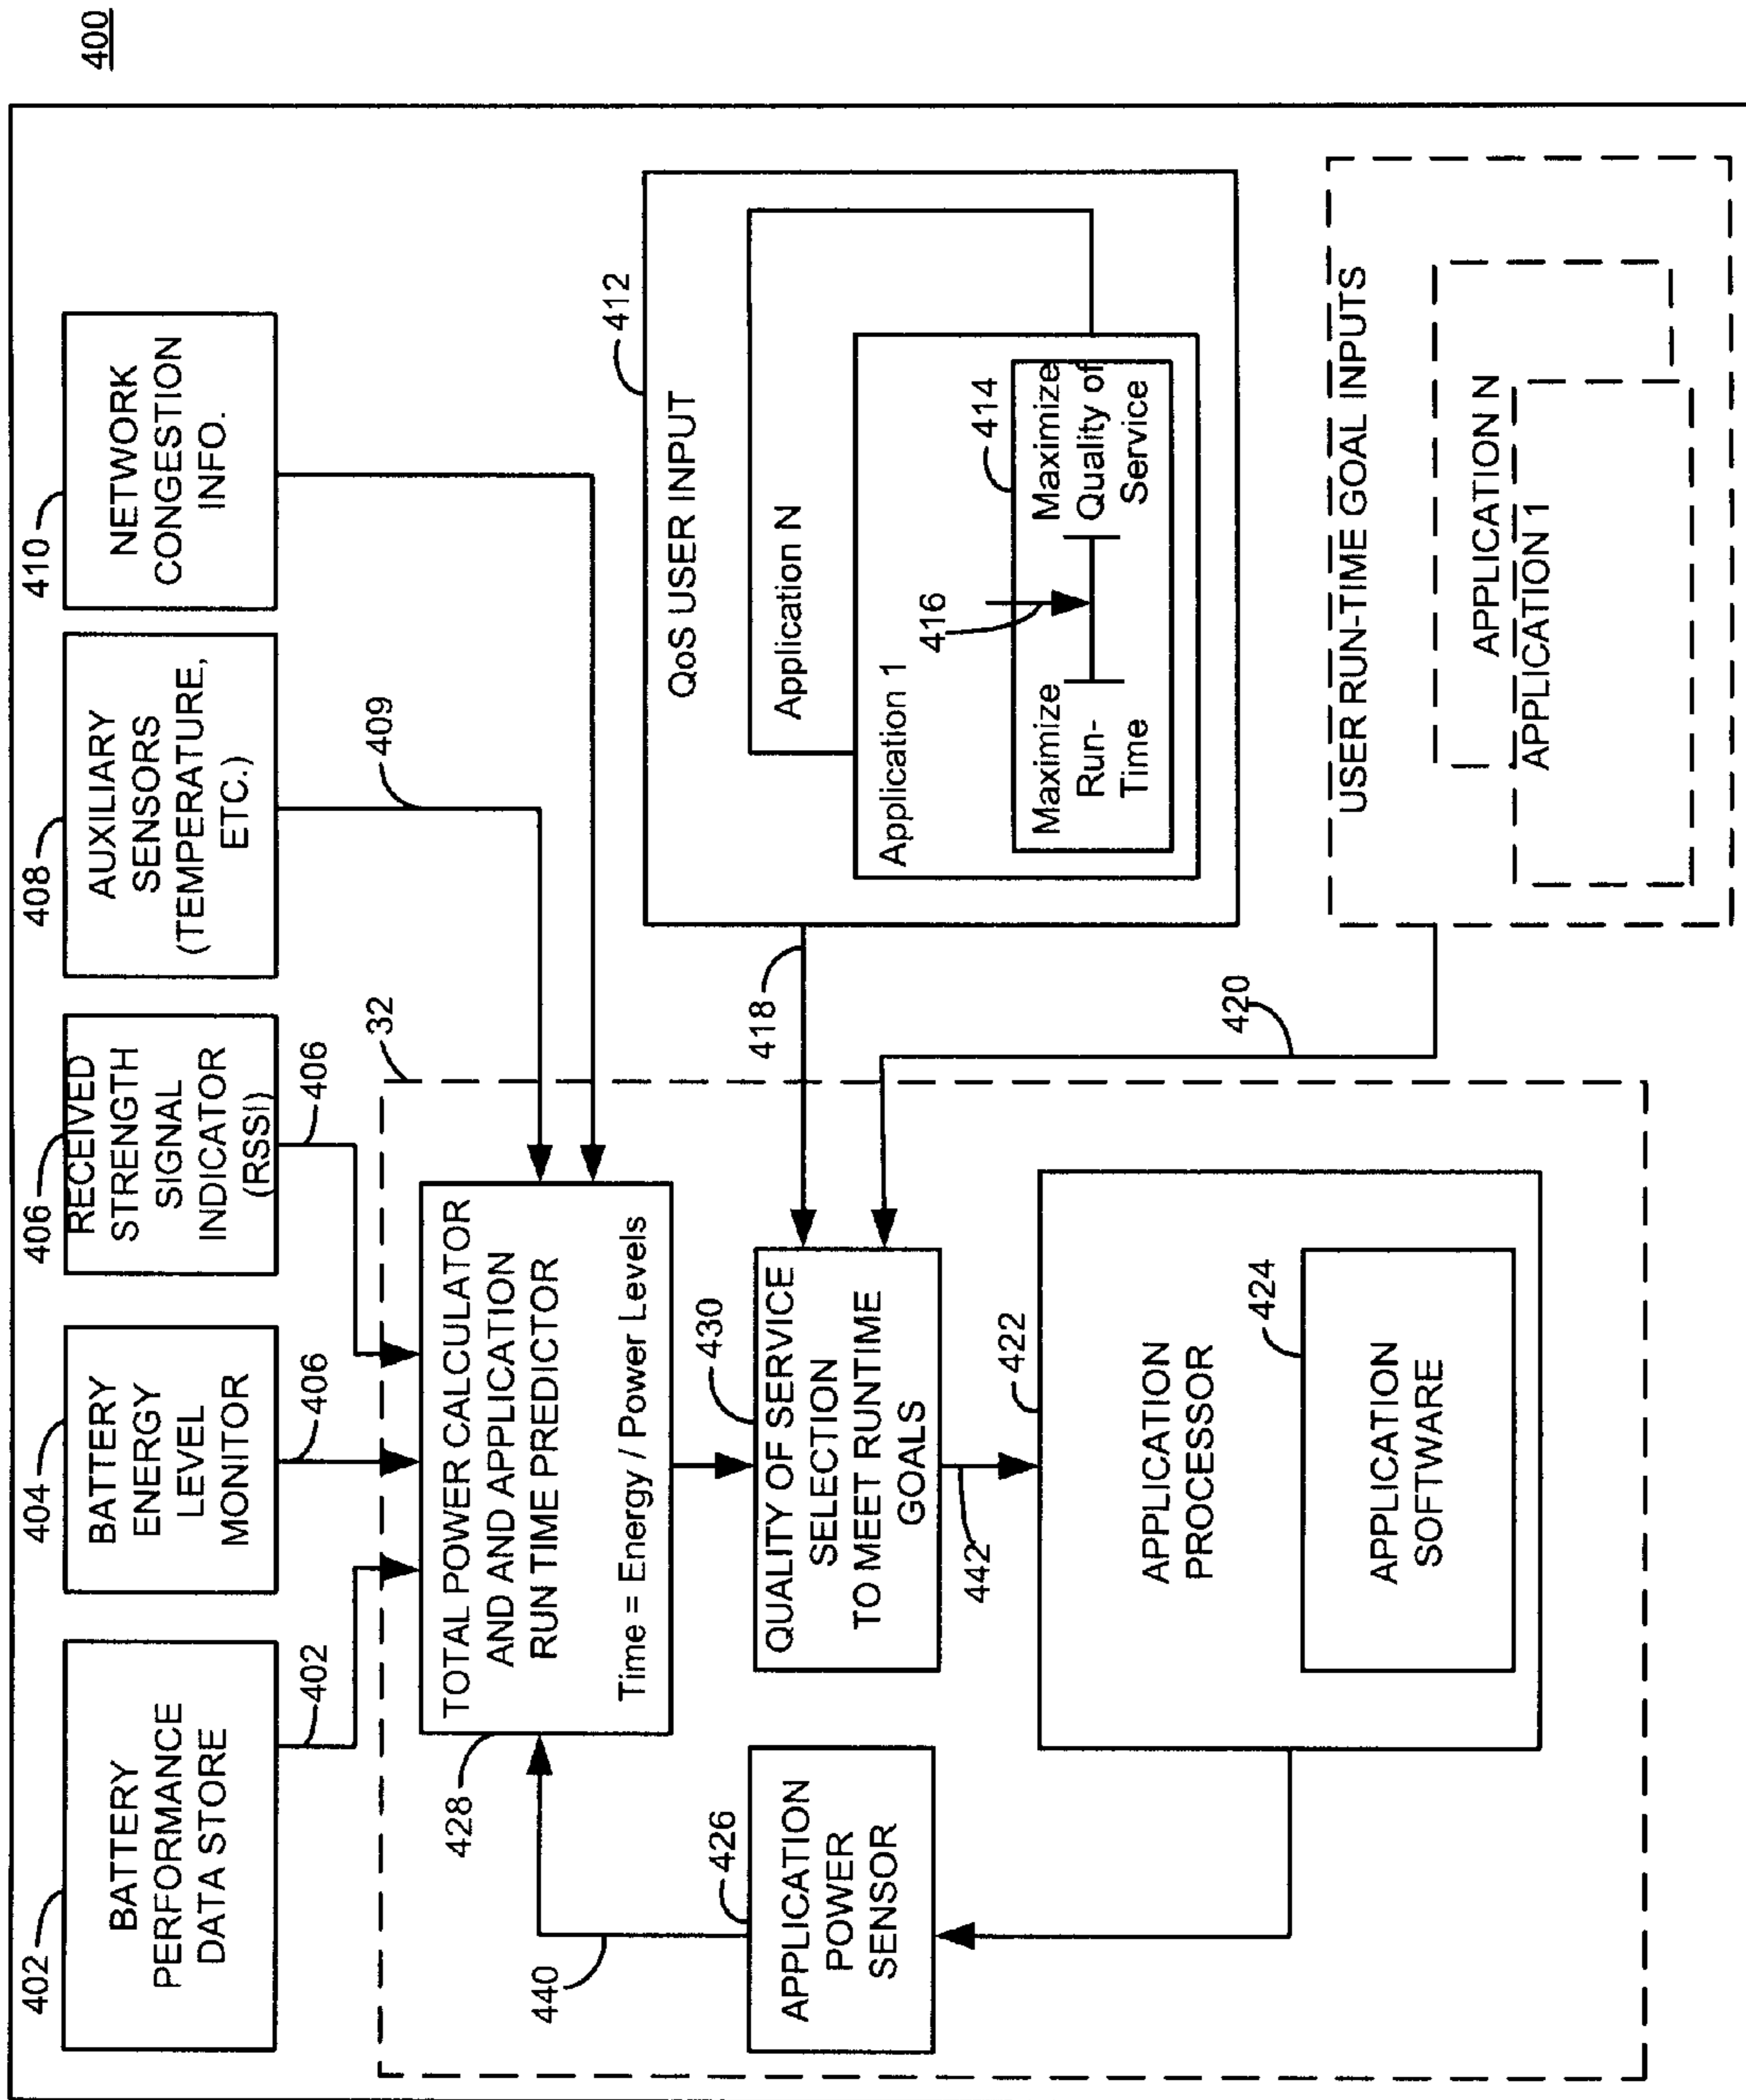 400
402
BATTERY
PERFORMANCE
DATA STORE
404
BATTERY
ENERGY
LEVEL
MONITOR
406
RECEIVED
STRENGTH
SIGNAL
INDICATOR
(RSSI)
408
AUXILIARY
SENSORS
(TEMPERATURE,
ETC.)
410
NETWORK
CONGESTION
INFO.
402
406
406
409
32
428
TOTAL POWER CALCULATOR
AND AND APPLICATION
RUN TIME PREDICTOR
Time = Energy / Power Levels
440
426
APPLICATION
POWER
SENSOR
430
QUALITY OF SERVICE
SELECTION
TO MEET RUNTIME
GOALS
442
422
APPLICATION
PROCESSOR
424
APPLICATION
SOFTWARE
412
QoS USER INPUT
Application N
Application 1
416
414
Maximize
Run-
Time
Maximize
Quality of
Service
418
420
USER RUN-TIME GOAL INPUTS
APPLICATION N
APPLICATION 1